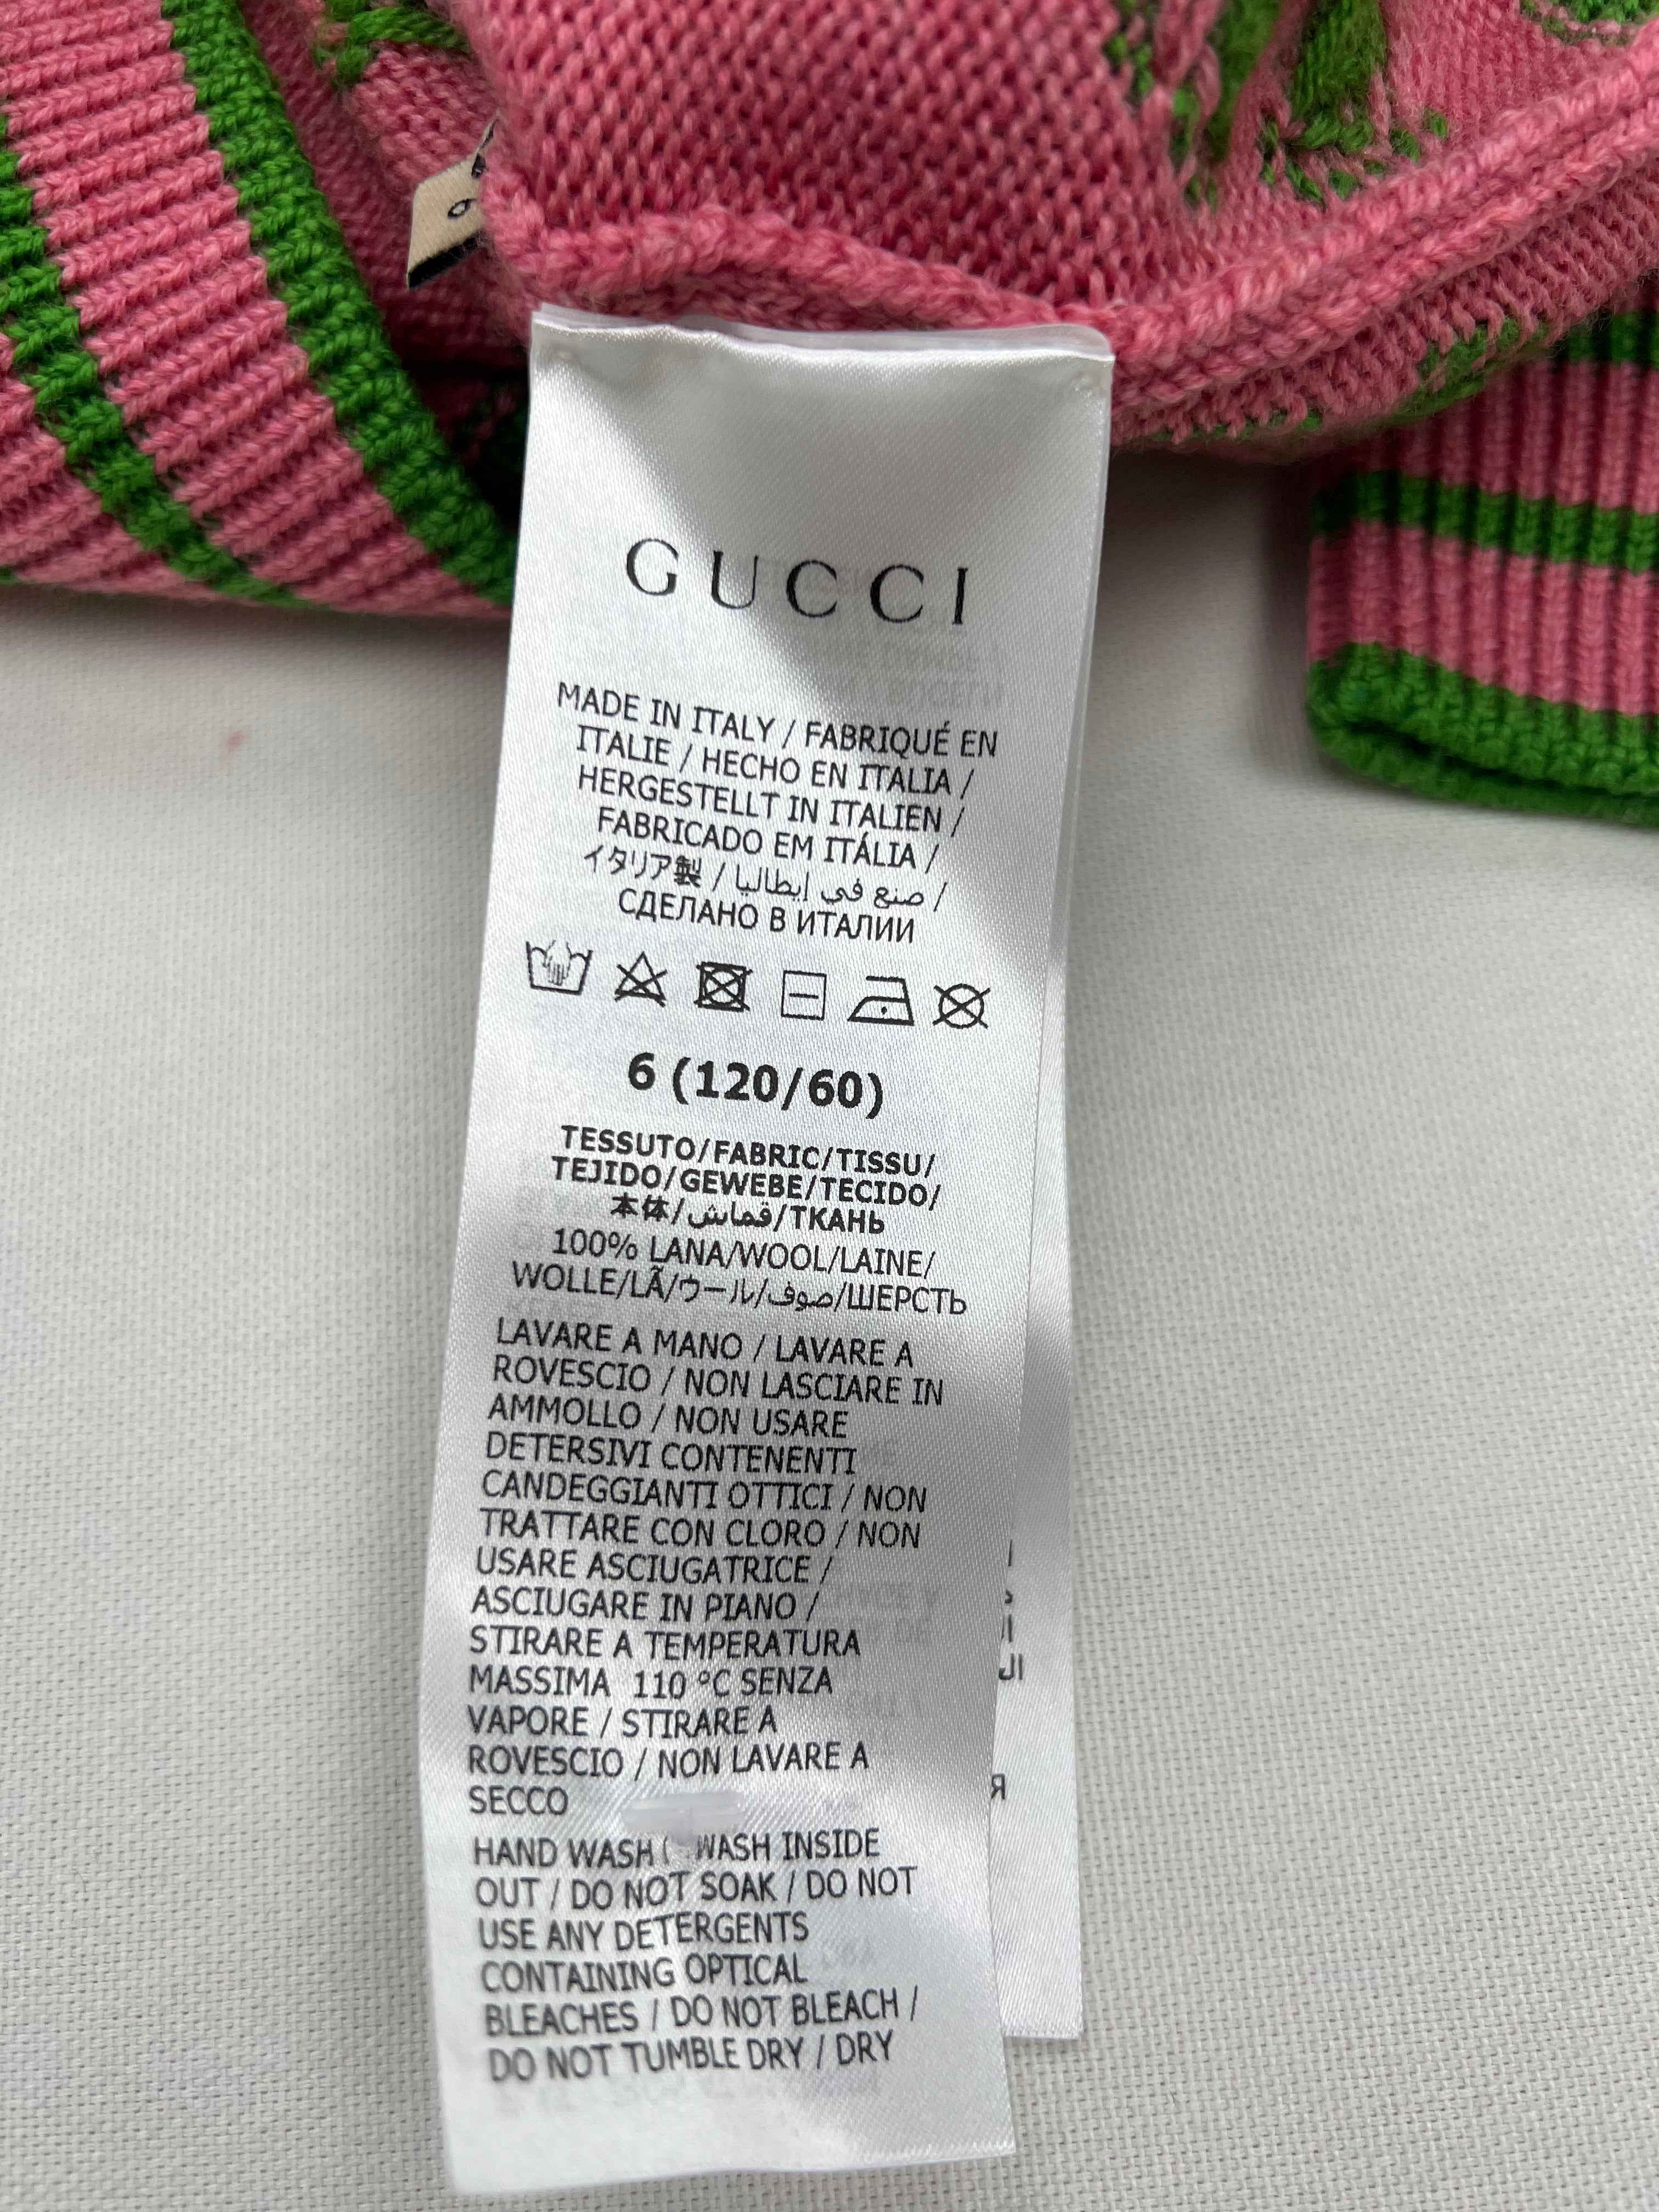 GUCCI
MADE IN ITALY / FABRIQUÉ EN
ITALIE / HECHO EN ITALIA /
HERGESTELLT IN ITALIEN /
FABRICADO EM ITÁLIA /
イタリア製 / صنع في إيطاليا /
СДЕЛАНО В ИТАЛИИ
6 (120/60)
TESSUTO/FABRIC/TISSU/
TEJIDO/GEWEBE/TECIDO/
本体/قماش/ТКАНЬ
100% LANA/WOOL/LAINE/
WOLLE/LÃ/ウール/صوف/ШЕРСТЬ
LAVARE A MANO / LAVARE A
ROVESCIO / NON LASCIARE IN
AMMOLLO / NON USARE
DETERSIVI CONTENENTI
CANDEGGIANTI OTTICI / NON
TRATTARE CON CLORO / NON
USARE ASCIUGATRICE /
ASCIUGARE IN PIANO /
STIRARE A TEMPERATURA
MASSIMA 110 °C SENZA
VAPORE / STIRARE A
ROVESCIO / NON LAVARE A
SECCO
HAND WASH WASH INSIDE
OUT / DO NOT SOAK / DO NOT
USE ANY DETERGENTS
CONTAINING OPTICAL
BLEACHES / DO NOT BLEACH /
DO NOT TUMBLE DRY / DRY